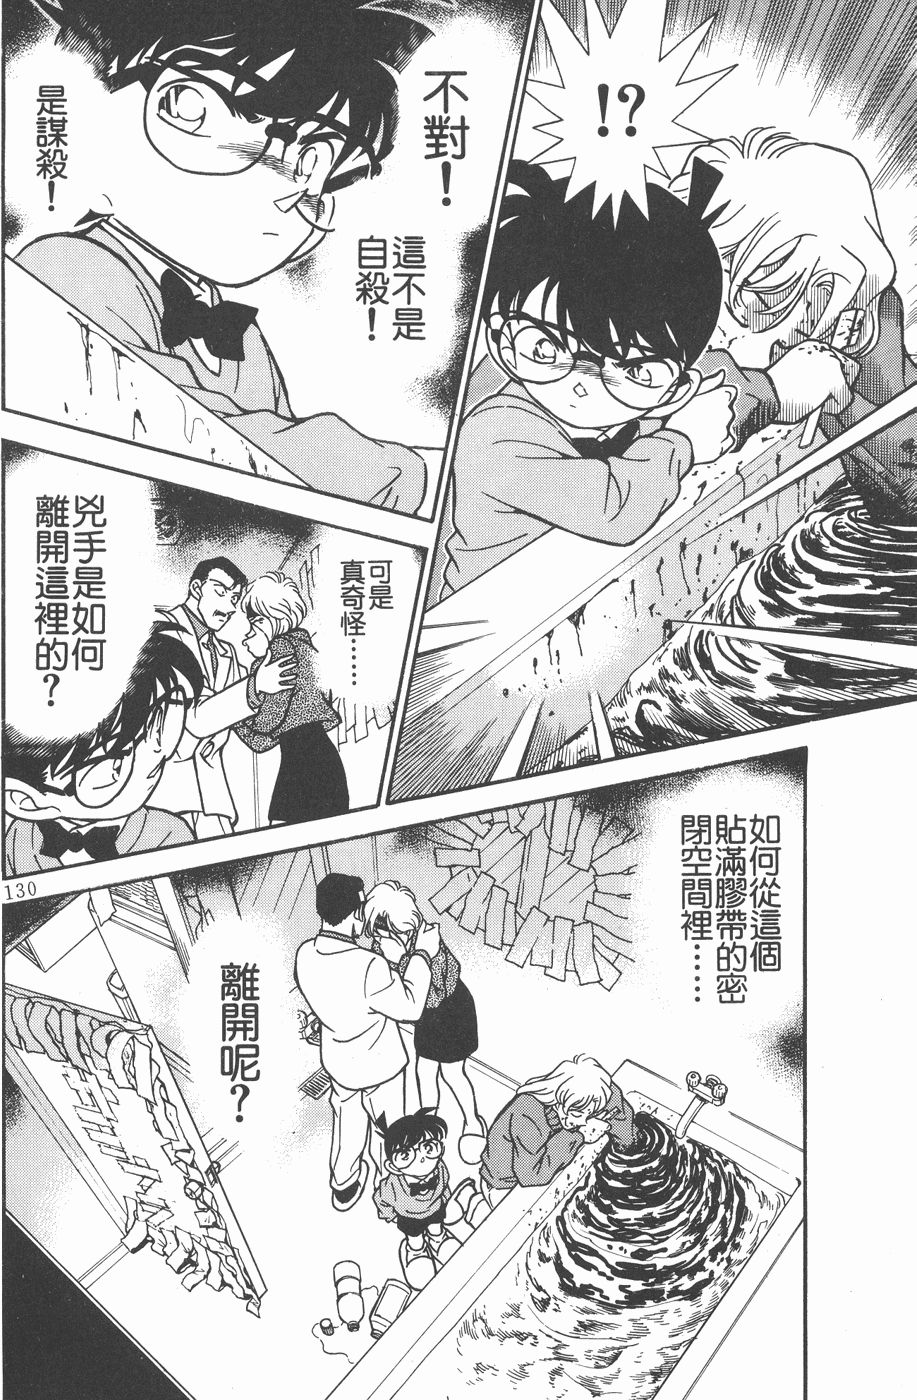 !?
不對！
這不是
自殺！
是謀殺！
可是
真奇怪……
兇手是如何
離開這裡的？
如何從這個
貼滿膠帶的密
閉空間裡……
離開呢？
130